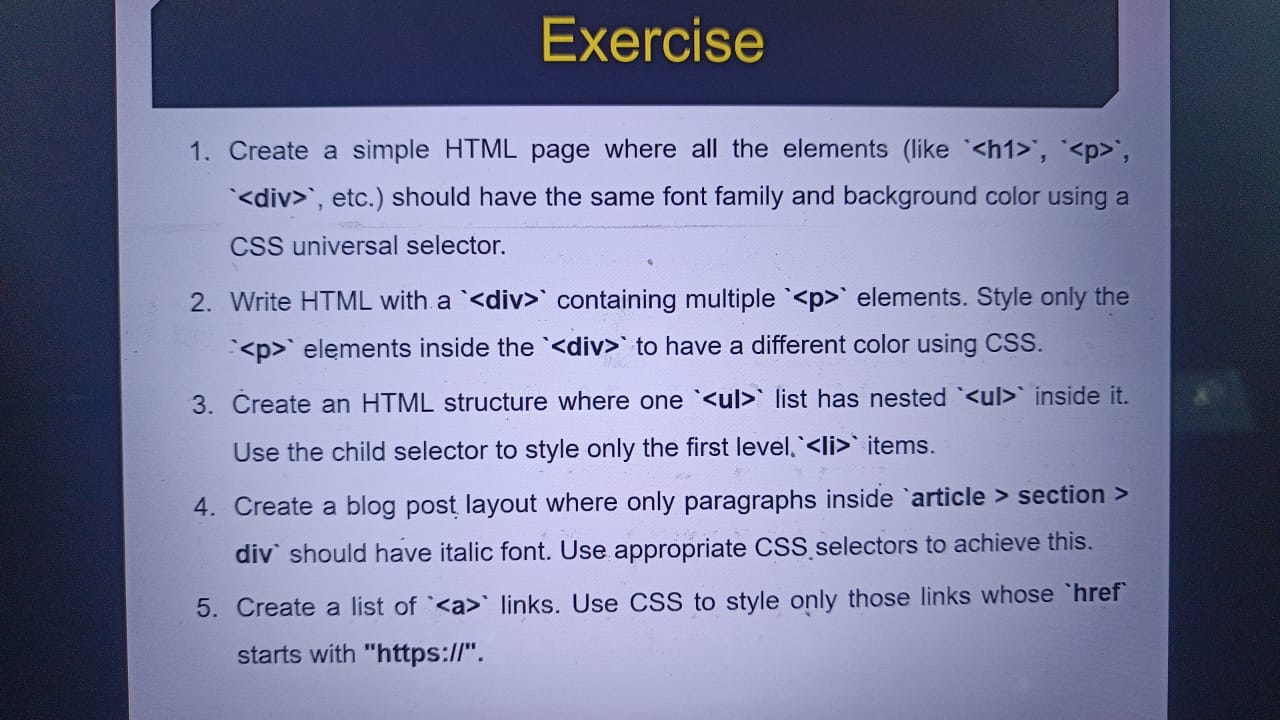 Exercise
1. Create a simple HTML page where all the elements (like `<h1>`, `<p>`,
`<div>`, etc.) should have the same font family and background color using a
CSS universal selector.
2. Write HTML with a `<div>` containing multiple `<p>` elements. Style only the
`<p>` elements inside the `<div>` to have a different color using CSS.
3. Create an HTML structure where one `<ul>` list has nested `<ul>` inside it.
Use the child selector to style only the first level `<li>` items.
4. Create a blog post layout where only paragraphs inside `article > section >
div` should have italic font. Use appropriate CSS selectors to achieve this.
5. Create a list of `<a>` links. Use CSS to style only those links whose `href`
starts with "https://".